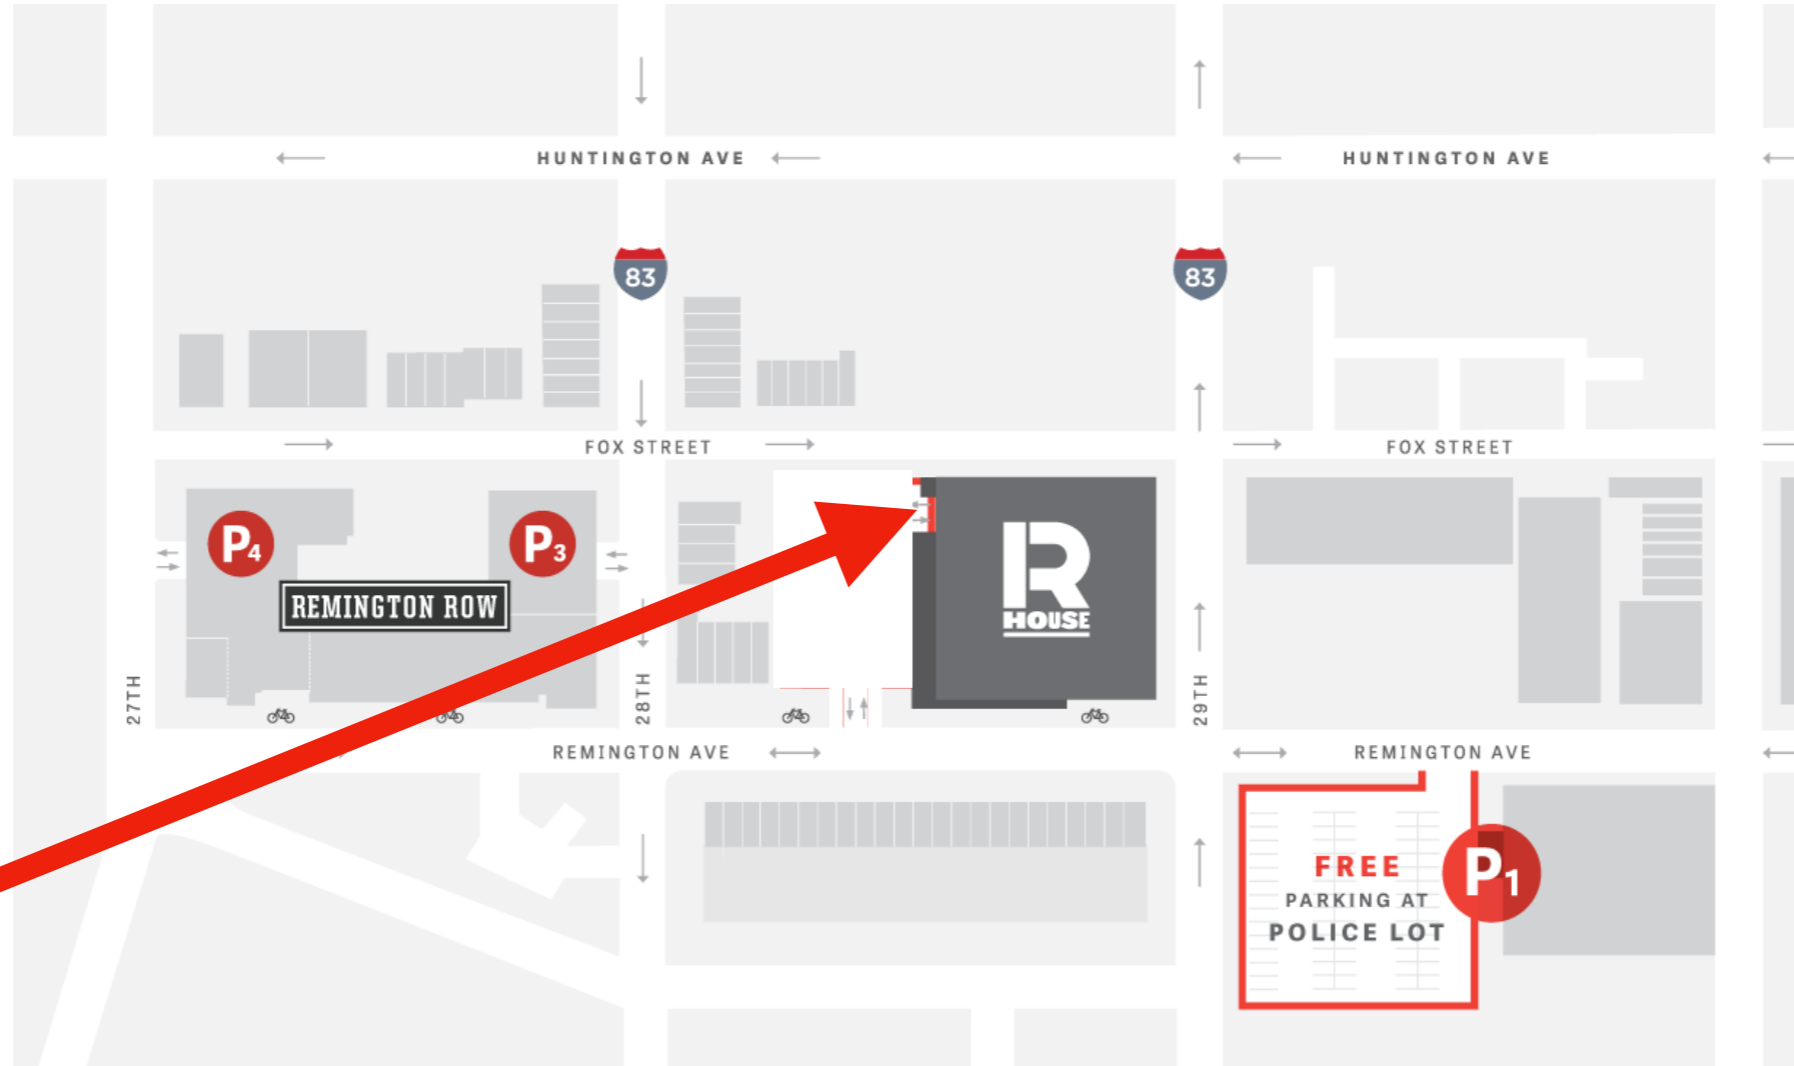 HUNTINGTON AVE
HUNTINGTON AVE
83
83
FOX STREET
FOX STREET
P4
P3
REMINGTON ROW
R
HOUSE
27TH
28TH
29TH
REMINGTON AVE
REMINGTON AVE
FREE
PARKING AT
POLICE LOT
P1